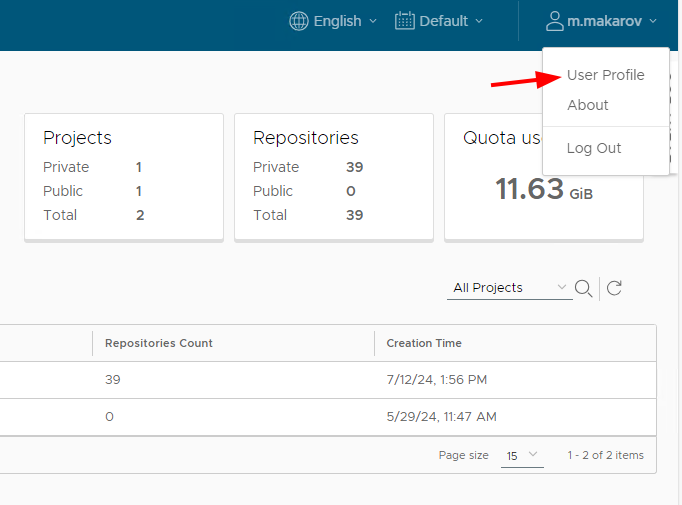 English Default m.makarov
User Profile
About
Log Out
Projects
Private 1
Public 1
Total 2
Repositories
Private 39
Public 0
Total 39
Quota us
11.63 GiB
All Projects
Repositories Count Creation Time
39 7/12/24, 1:56 PM
0 5/29/24, 11:47 AM
Page size 15 1 - 2 of 2 items